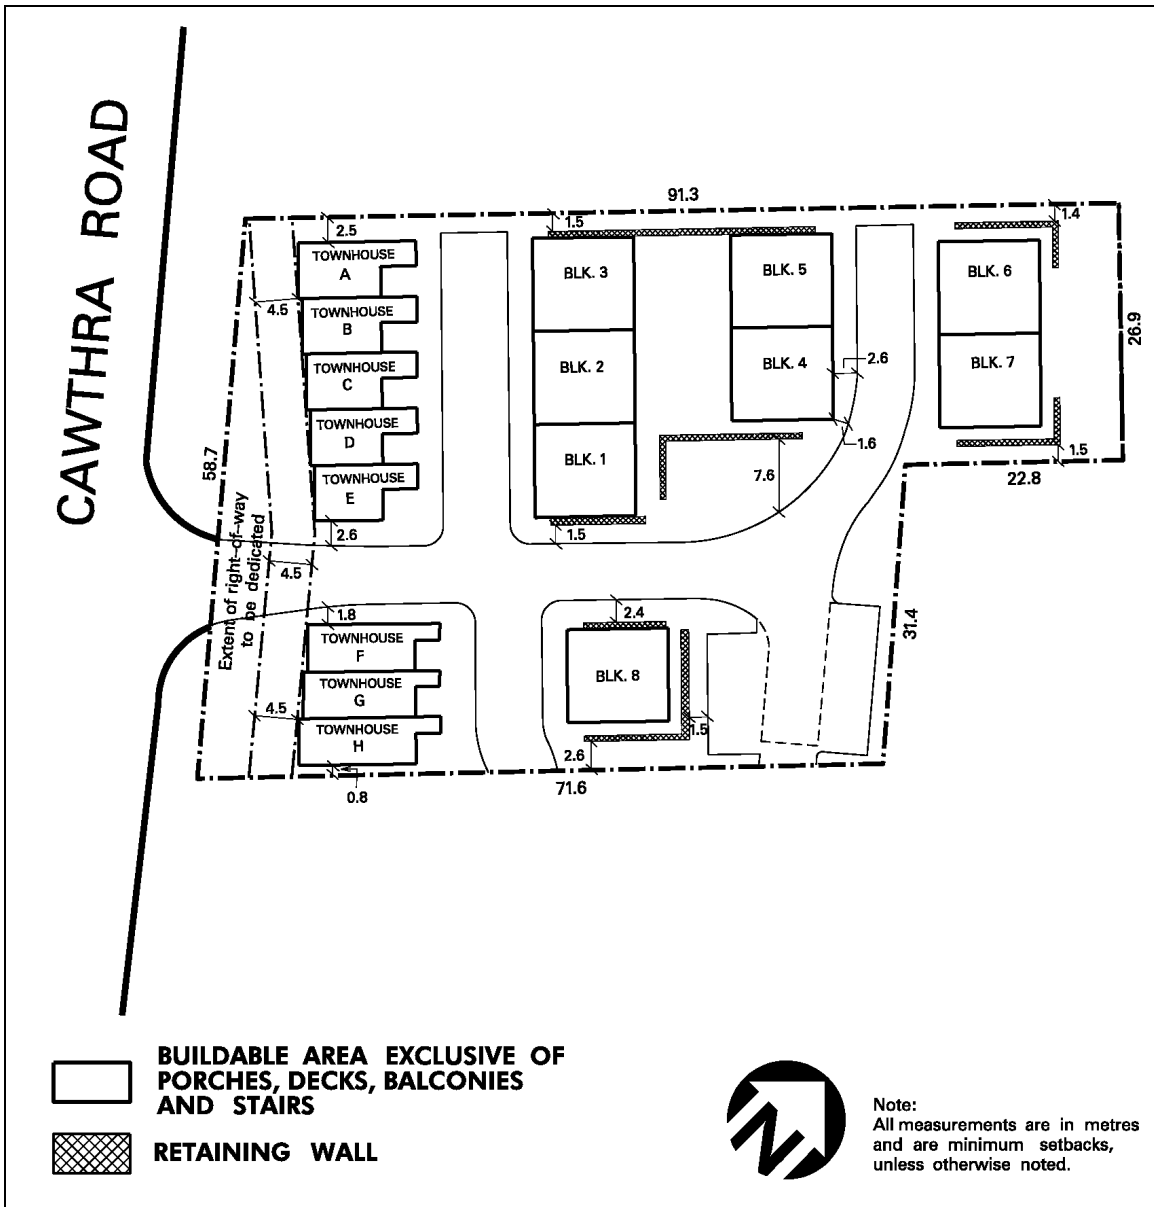 CAWTHRA ROAD
91.3
2.5
1.5
1.4
TOWNHOUSE
A
BLK. 3
BLK. 5
BLK. 6
4.5
TOWNHOUSE
B
26.9
TOWNHOUSE
C
BLK. 2
BLK. 4
2.6
BLK. 7
TOWNHOUSE
D
1.6
58.7
TOWNHOUSE
E
BLK. 1
7.6
1.5
22.8
2.6
1.5
Extent of right-of-way
to be dedicated
4.5
1.8
2.4
31.4
TOWNHOUSE
F
BLK. 8
TOWNHOUSE
G
4.5
TOWNHOUSE
H
1.5
2.6
0.8
71.6
BUILDABLE AREA EXCLUSIVE OF
PORCHES, DECKS, BALCONIES
AND STAIRS
RETAINING WALL
N
Note:
All measurements are in metres
and are minimum setbacks,
unless otherwise noted.